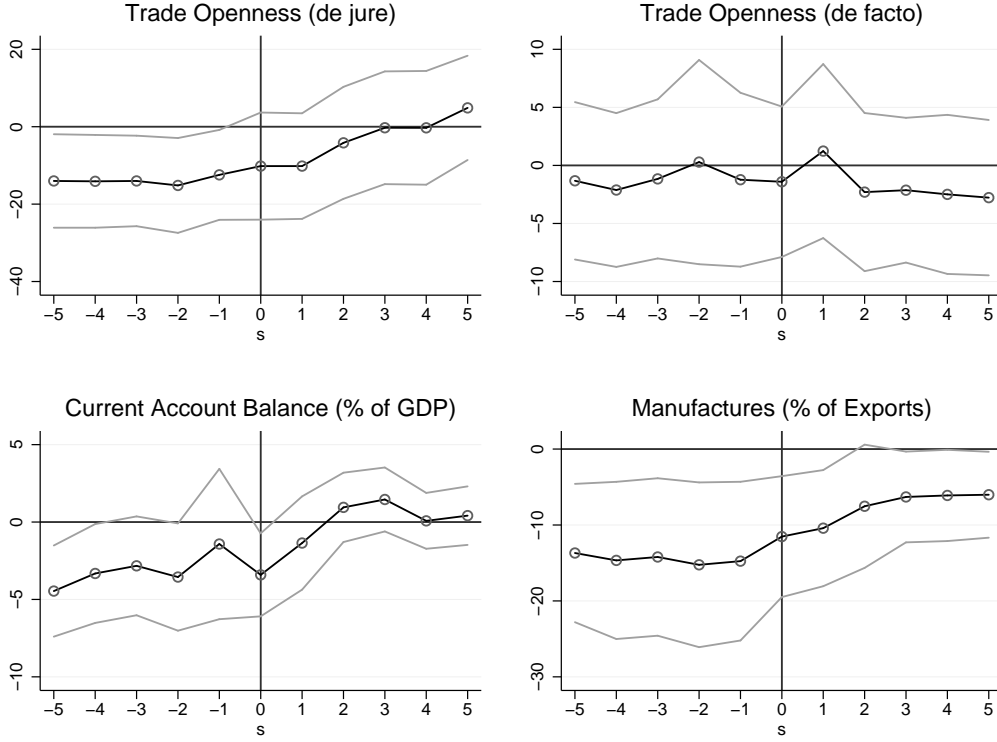 Trade Openness (de jure)
20
0
−20
−40
−5 −4 −3 −2 −1 0 1 2 3 4 5
s
Trade Openness (de facto)
10
5
0
−5
−10
−5 −4 −3 −2 −1 0 1 2 3 4 5
s
Current Account Balance (% of GDP)
5
0
−5
−10
−5 −4 −3 −2 −1 0 1 2 3 4 5
s
Manufactures (% of Exports)
0
−10
−20
−30
−5 −4 −3 −2 −1 0 1 2 3 4 5
s